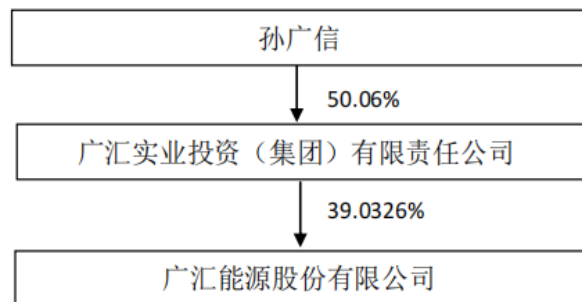 孙广信
50.06%
广汇实业投资（集团）有限责任公司
39.0326%
广汇能源股份有限公司